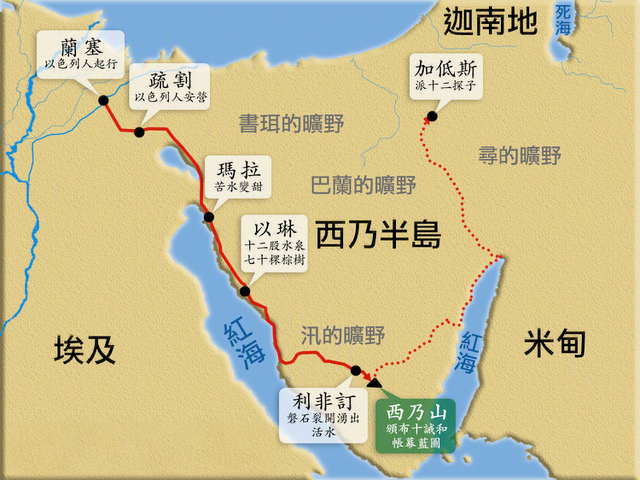 迦南地
死海
蘭塞
以色列人起行
疏割
以色列人安營
加低斯
派十二探子
書珥的曠野
尋的曠野
瑪拉
苦水變甜
巴蘭的曠野
以琳
十二股水泉
七十棵棕樹
西乃半島
紅海
汛的曠野
紅海
米甸
埃及
利非訂
磐石裂開湧出
活水
西乃山
頒布十誡和
帳幕藍圖